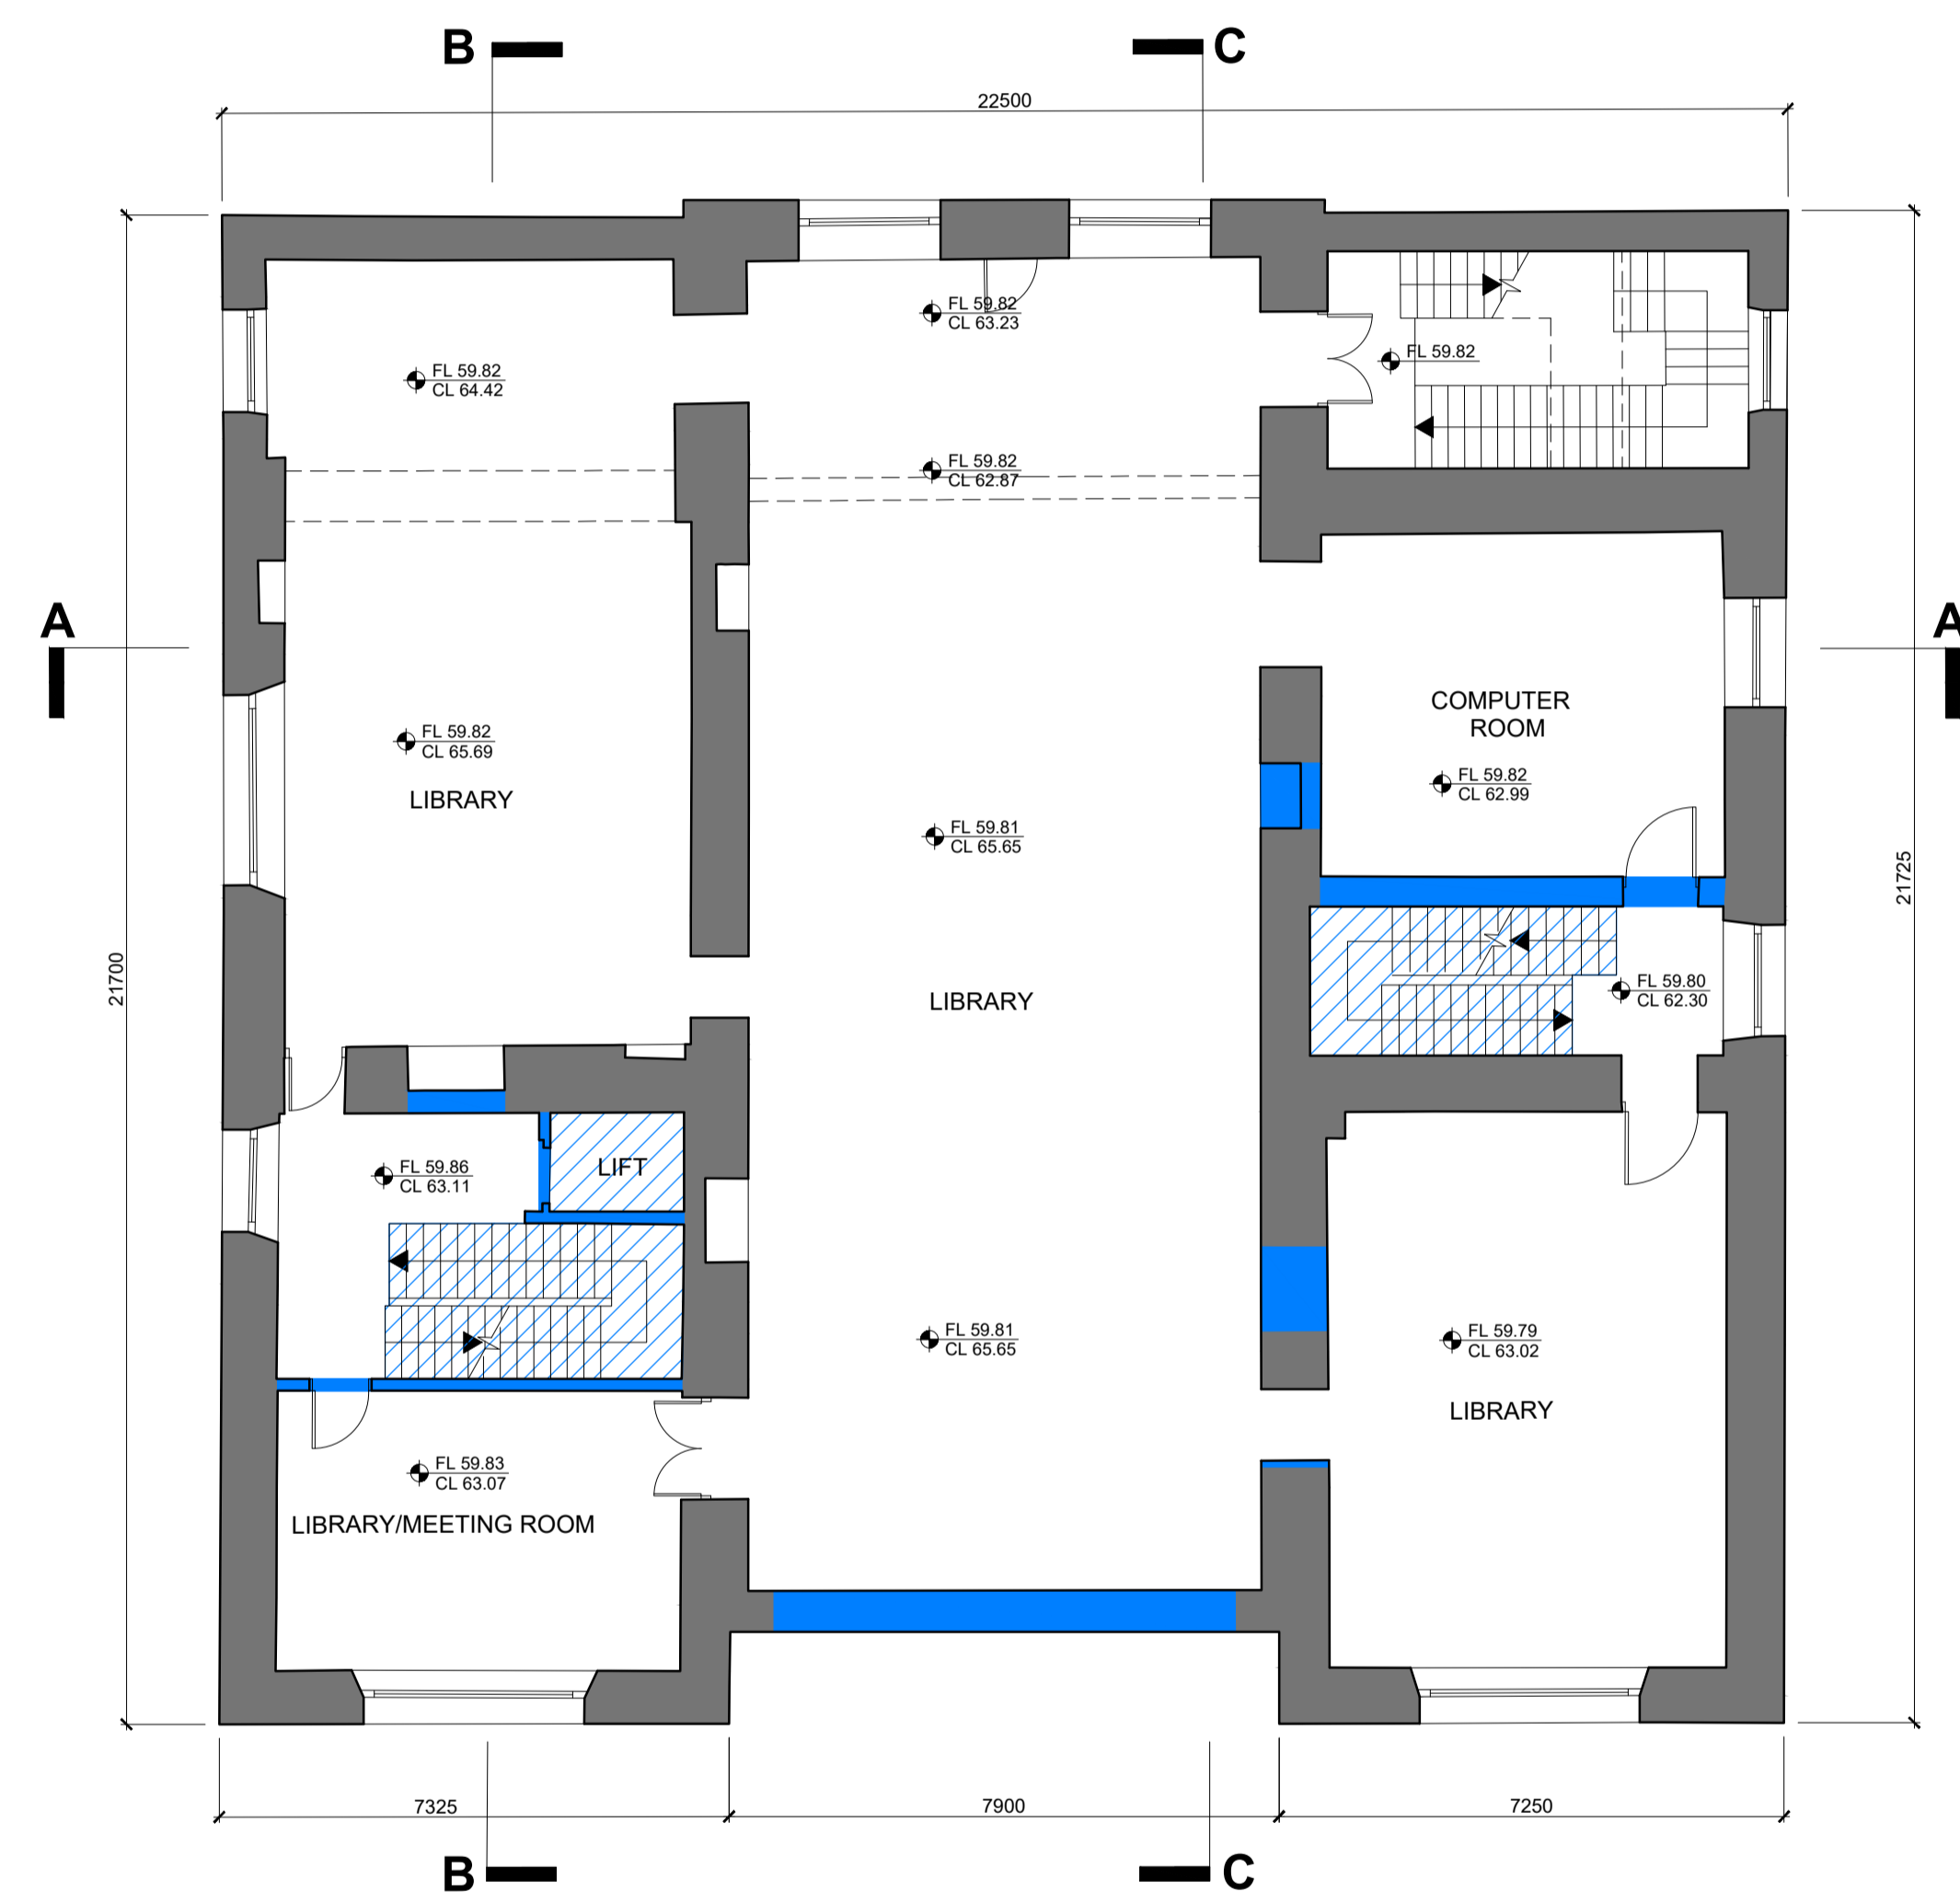 B
C
22500
FL 59.82
CL 63.23
FL 59.82
FL 59.82
CL 64.42
FL 59.82
CL 62.87
A
A
COMPUTER
ROOM
FL 59.82
CL 65.69
FL 59.82
CL 62.99
LIBRARY
FL 59.81
CL 65.65
21725
21700
FL 59.80
CL 62.30
LIBRARY
FL 59.86
CL 63.11
LIFT
FL 59.81
CL 65.65
FL 59.79
CL 63.02
LIBRARY
FL 59.83
CL 63.07
LIBRARY/MEETING ROOM
7325
7900
7250
B
C